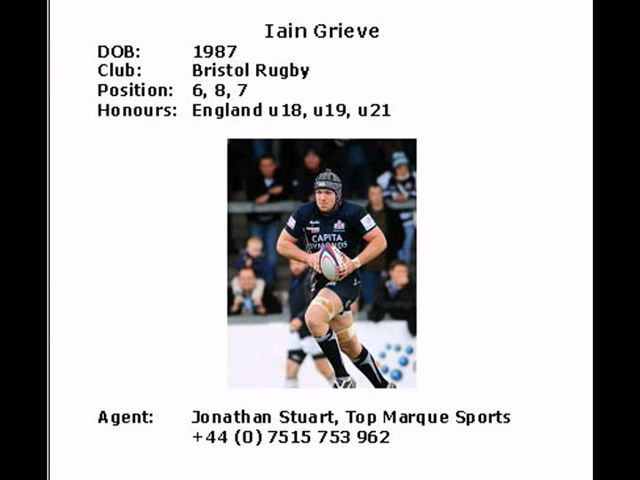 Iain Grieve
DOB: 1987
Club: Bristol Rugby
Position: 6, 8, 7
Honours: England u18, u19, u21
CAPITA
SYMONDS
Agent: Jonathan Stuart, Top Marque Sports
+44 (0) 7515 753 962